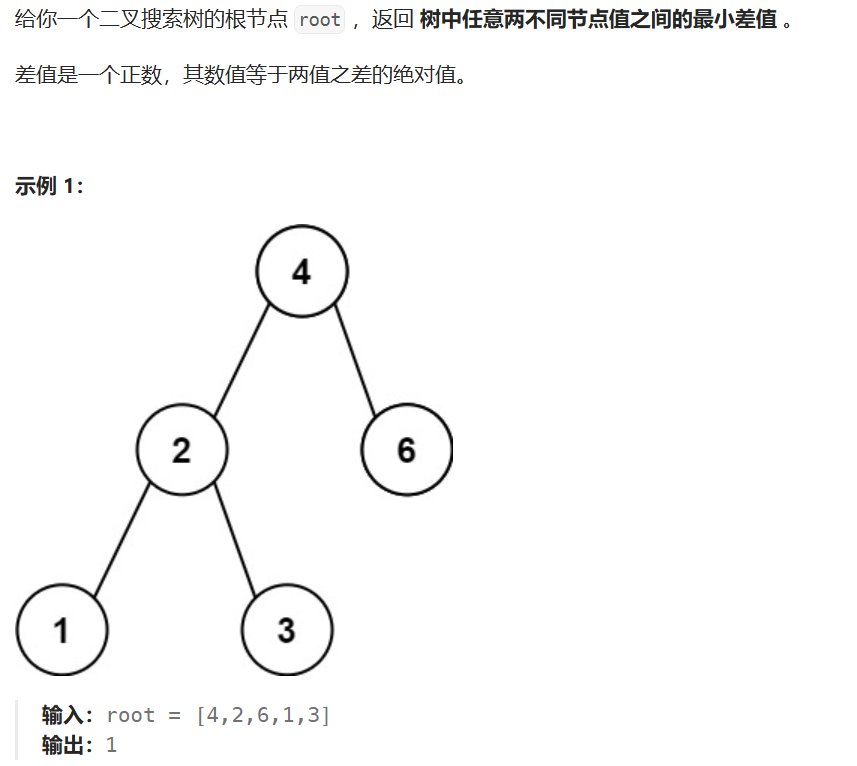 给你一个二叉搜索树的根节点 root ，返回 树中任意两不同节点值之间的最小差值 。
差值是一个正数，其数值等于两值之差的绝对值。
示例 1：
4
2
6
1
3
输入：root = [4,2,6,1,3]
输出：1